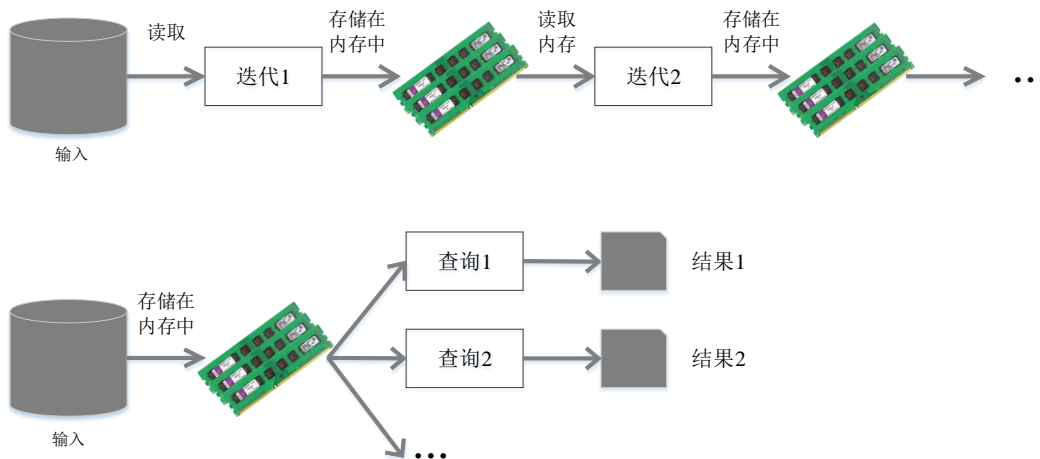 读取
迭代1
存储在
内存中
读取
内存
迭代2
存储在
内存中
...
输入
存储在
内存中
查询1
结果1
查询2
结果2
...
输入